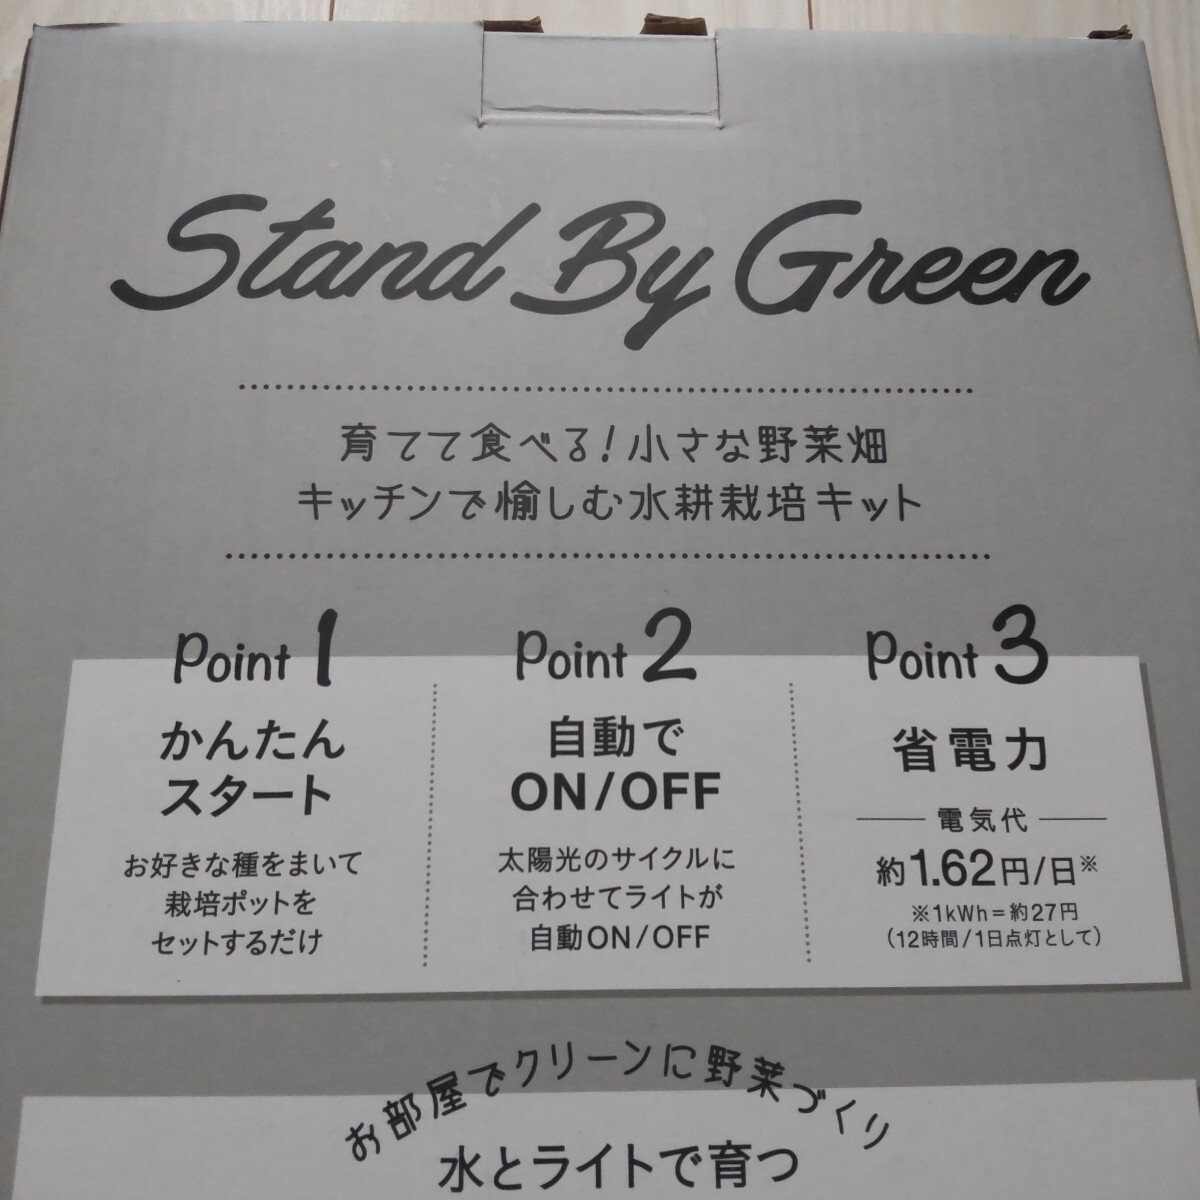 Stand By Green
育てて食べる!小さな野菜畑
キッチンで愉しむ水耕栽培キット
Point 1
かんたん
スタート
お好きな種をまいて
栽培ポットを
セットするだけ
Point 2
自動で
ON/OFF
太陽光のサイクルに
合わせてライトが
自動ON/OFF
Point 3
省電力
電気代
約1.62円/日※
※1kWh=約27円
(12時間/1日点灯として)
お部屋でクリーンに野菜づくり
水とライトで育つ